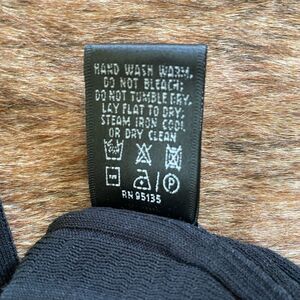 HAND WASH WARM,
DO NOT BLEACH,
DO NOT TUMBLE DRY,
LAY FLAT TO DRY,
STEAM IRON COOL
OR DRY CLEAN
P
RN 95135